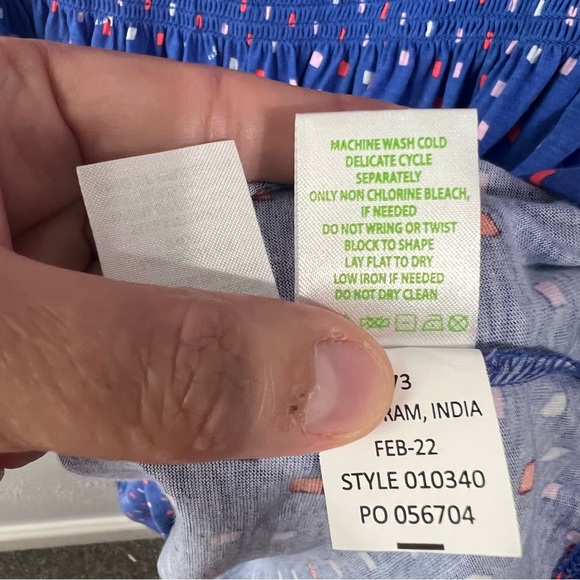 MACHINE WASH COLD
DELICATE CYCLE
SEPARATELY
ONLY NON CHLORINE BLEACH,
IF NEEDED
DO NOT WRING OR TWIST
BLOCK TO SHAPE
LAY FLAT TO DRY
LOW IRON IF NEEDED
DO NOT DRY CLEAN
73
RAM, INDIA
FEB-22
STYLE 010340
PO 056704